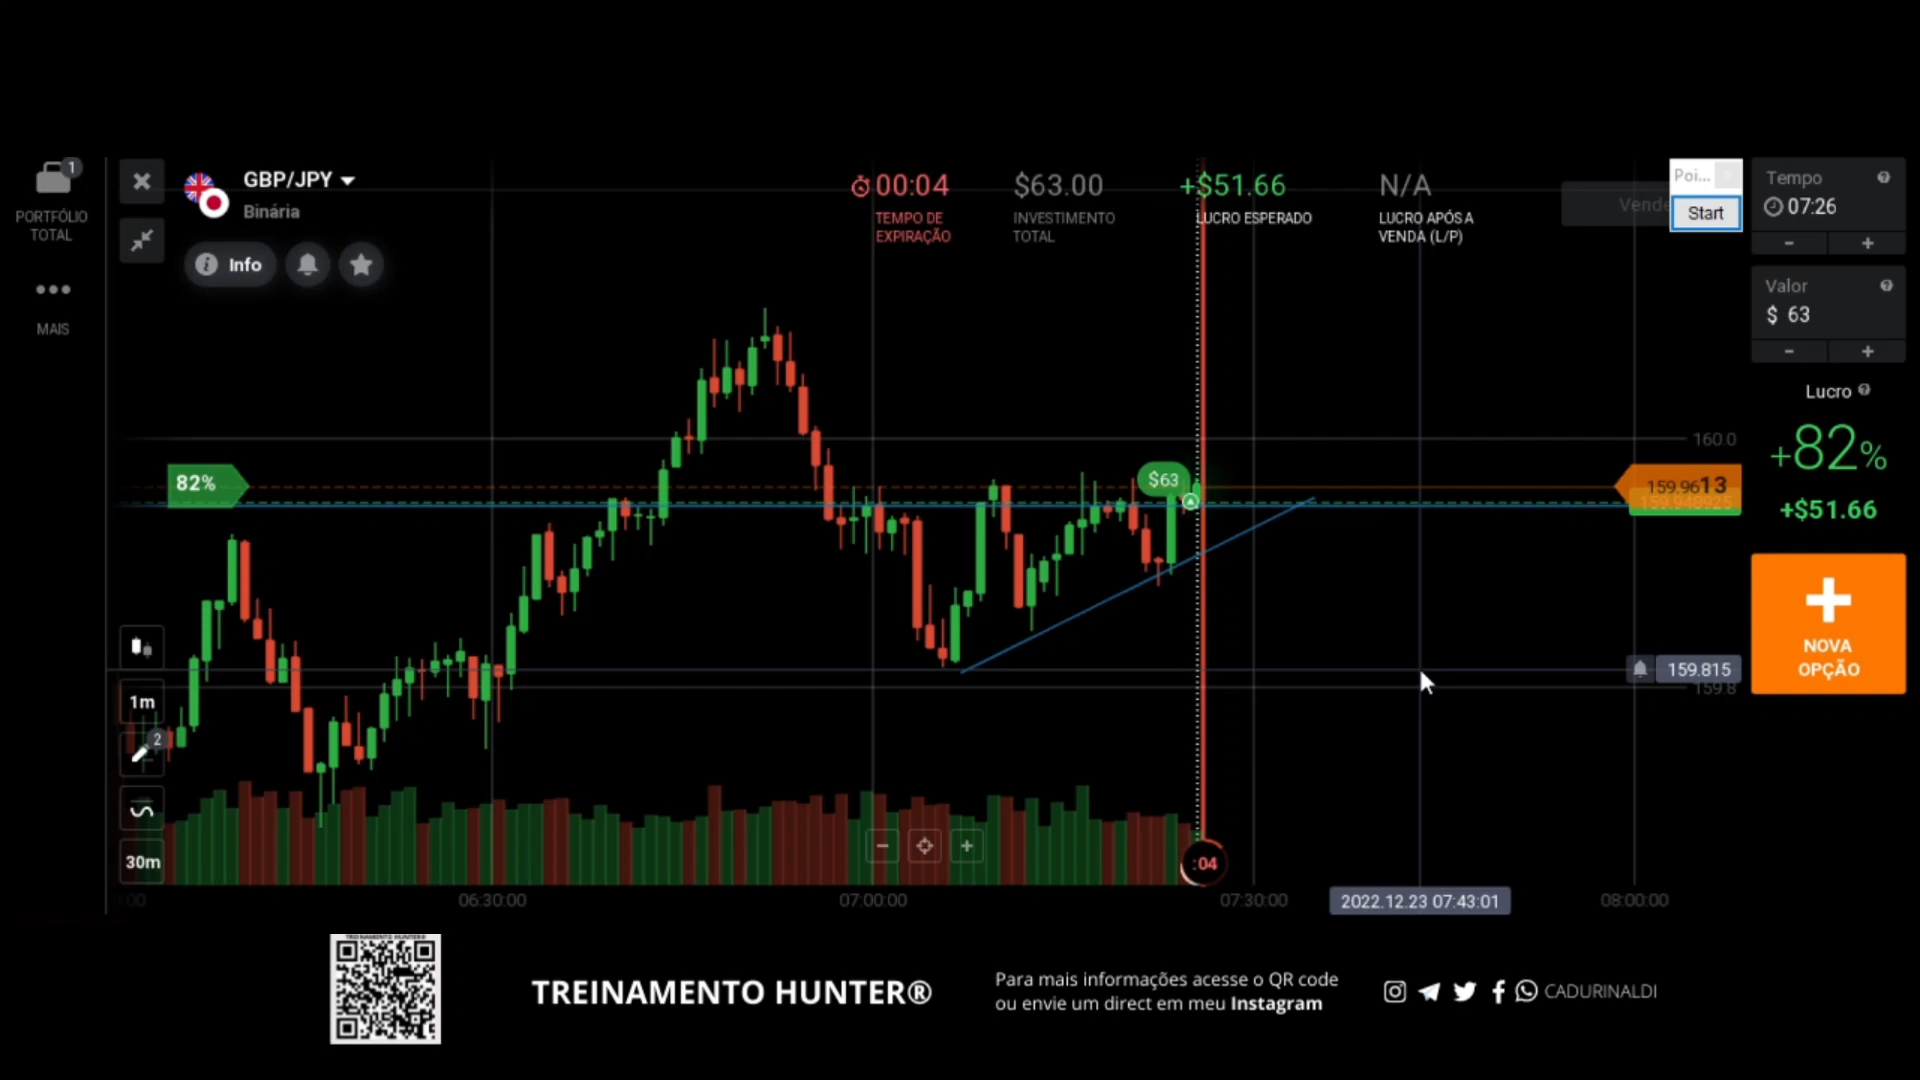 1
PORTFÓLIO
TOTAL
MAIS
GBP/JPY
Binária
Info
00:04
TEMPO DE
EXPIRAÇÃO
$63.00
INVESTIMENTO
TOTAL
+$51.66
LUCRO ESPERADO
N/A
LUCRO APÓS A
VENDA (L/P)
Vende
Poi...
Start
Tempo
07:26
- +
Valor
$ 63
- +
Lucro
+82%
+$51.66
NOVA
OPÇÃO
160.0
82%
$63
159.9613
159.815
159.8
1m
2
30m
- +
:04
06:30:00
07:00:00
07:30:00
2022.12.23 07:43:01
08:00:00
TREINAMENTO HUNTER®
Para mais informações acesse o QR code
ou envie um direct em meu Instagram
CADURINALDI